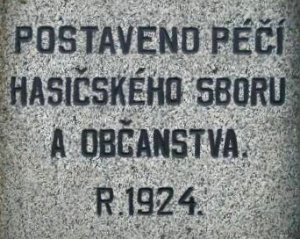 POSTAVENO PÉČÍ
HASIČSKÉHO SBORU
A OBČANSTVA.
R.1924.